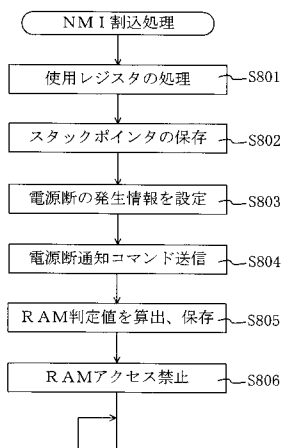 NMI割込処理
使用レジスタの処理 S801
スタックポインタの保存 S802
電源断の発生情報を設定 S803
電源断通知コマンド送信 S804
RAM判定値を算出、保存 S805
RAMアクセス禁止 S806